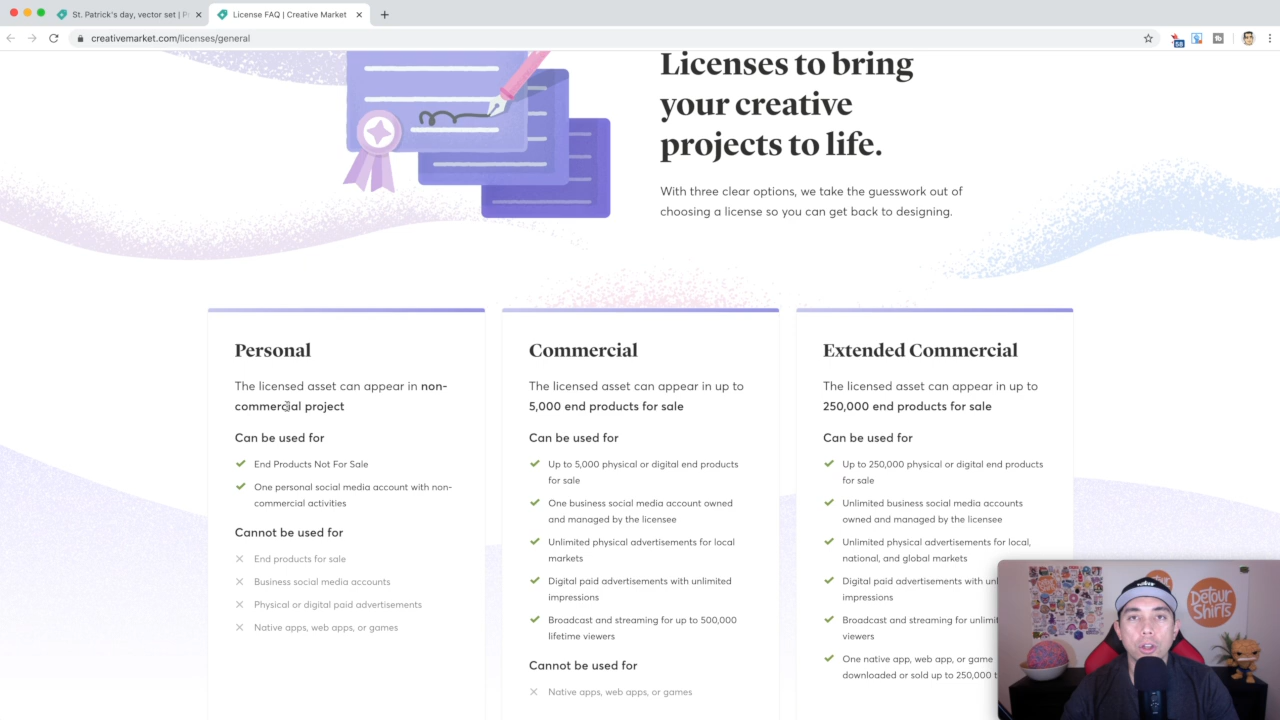 St. Patrick's day, vector set | P
License FAQ | Creative Market
creativemarket.com/licenses/general
58
Licenses to bring
your creative
projects to life.
With three clear options, we take the guesswork out of
choosing a license so you can get back to designing.
Personal
The licensed asset can appear in non-
commercial project
Can be used for
End Products Not For Sale
One personal social media account with non-
commercial activities
Cannot be used for
End products for sale
Business social media accounts
Physical or digital paid advertisements
Native apps, web apps, or games
Commercial
The licensed asset can appear in up to
5,000 end products for sale
Can be used for
Up to 5,000 physical or digital end products
for sale
One business social media account owned
and managed by the licensee
Unlimited physical advertisements for local
markets
Digital paid advertisements with unlimited
impressions
Broadcast and streaming for up to 500,000
lifetime viewers
Cannot be used for
Native apps, web apps, or games
Extended Commercial
The licensed asset can appear in up to
250,000 end products for sale
Can be used for
Up to 250,000 physical or digital end products
for sale
Unlimited business social media accounts
owned and managed by the licensee
Unlimited physical advertisements for local,
national, and global markets
Digital paid advertisements with unl
impressions
Broadcast and streaming for unlimit
viewers
One native app, web app, or game
downloaded or sold up to 250,000 t
DETOUR
SHIRTS